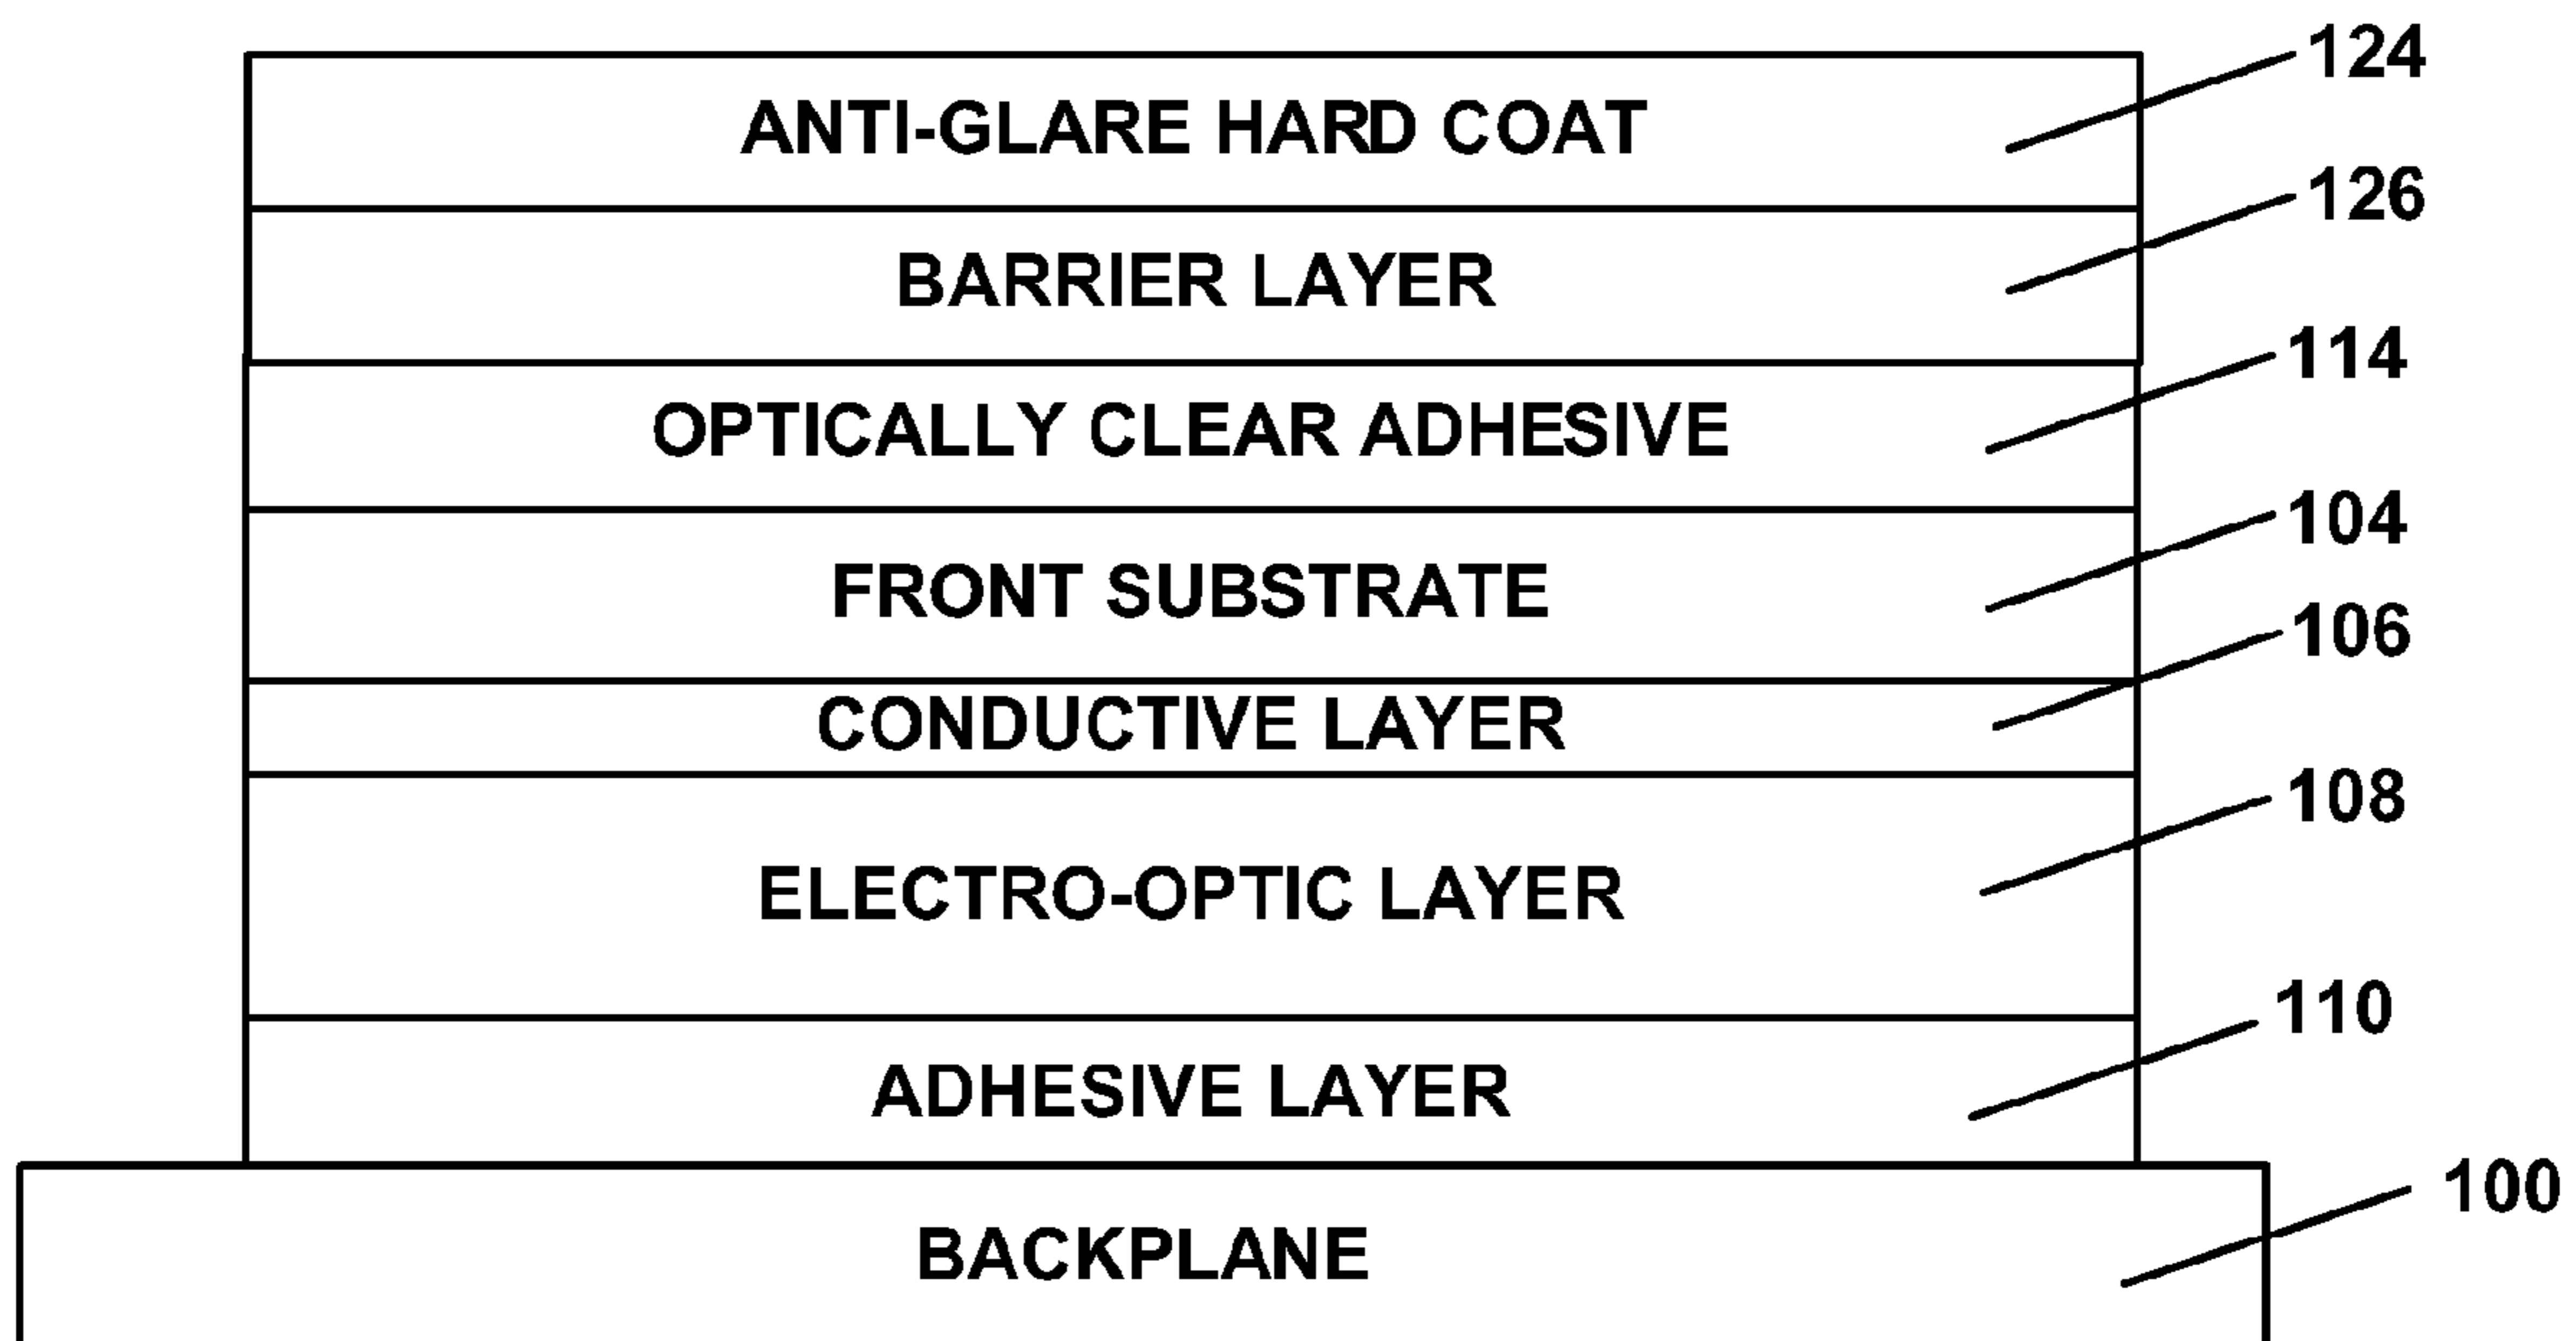 124
ANTI-GLARE HARD COAT
126
BARRIER LAYER
114
OPTICALLY CLEAR ADHESIVE
104
FRONT SUBSTRATE
106
CONDUCTIVE LAYER
108
ELECTRO-OPTIC LAYER
110
ADHESIVE LAYER
100
BACKPLANE